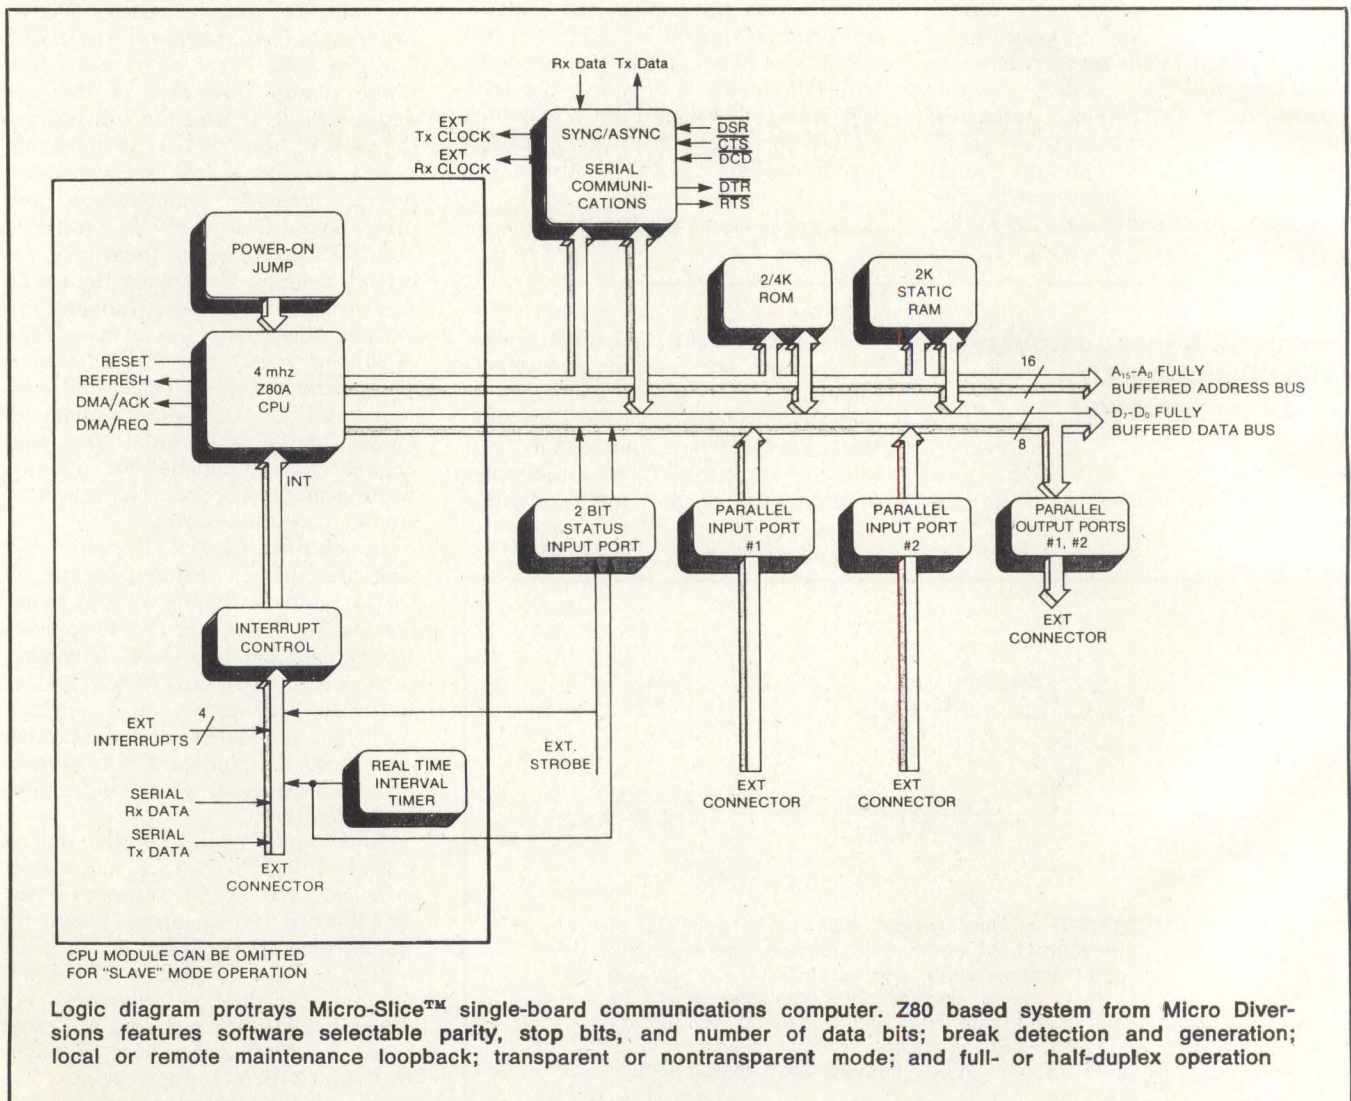 Rx Data Tx Data
EXT
Tx CLOCK
EXT
Rx CLOCK
SYNC/ASYNC
SERIAL
COMMUNI-
CATIONS
DSR
CTS
DCD
DTR
RTS
POWER-ON
JUMP
2/4K
ROM
2K
STATIC
RAM
RESET
REFRESH
DMA/ACK
DMA/REQ
4 mhz
Z80A
CPU
16
A₁₅-A₀ FULLY
BUFFERED ADDRESS BUS
D₇-D₀ FULLY
BUFFERED DATA BUS
8
INT
2 BIT
STATUS
INPUT PORT
PARALLEL
INPUT PORT
#1
PARALLEL
INPUT PORT
#2
PARALLEL
OUTPUT PORTS
#1, #2
EXT
CONNECTOR
INTERRUPT
CONTROL
4
EXT
INTERRUPTS
REAL TIME
INTERVAL
TIMER
EXT.
STROBE
EXT
CONNECTOR
EXT
CONNECTOR
SERIAL
Rx DATA
SERIAL
Tx DATA
EXT
CONNECTOR
CPU MODULE CAN BE OMITTED
FOR "SLAVE" MODE OPERATION
Logic diagram protrays Micro-Slice™ single-board communications computer. Z80 based system from Micro Diver-
sions features software selectable parity, stop bits, and number of data bits; break detection and generation;
local or remote maintenance loopback; transparent or nontransparent mode; and full- or half-duplex operation